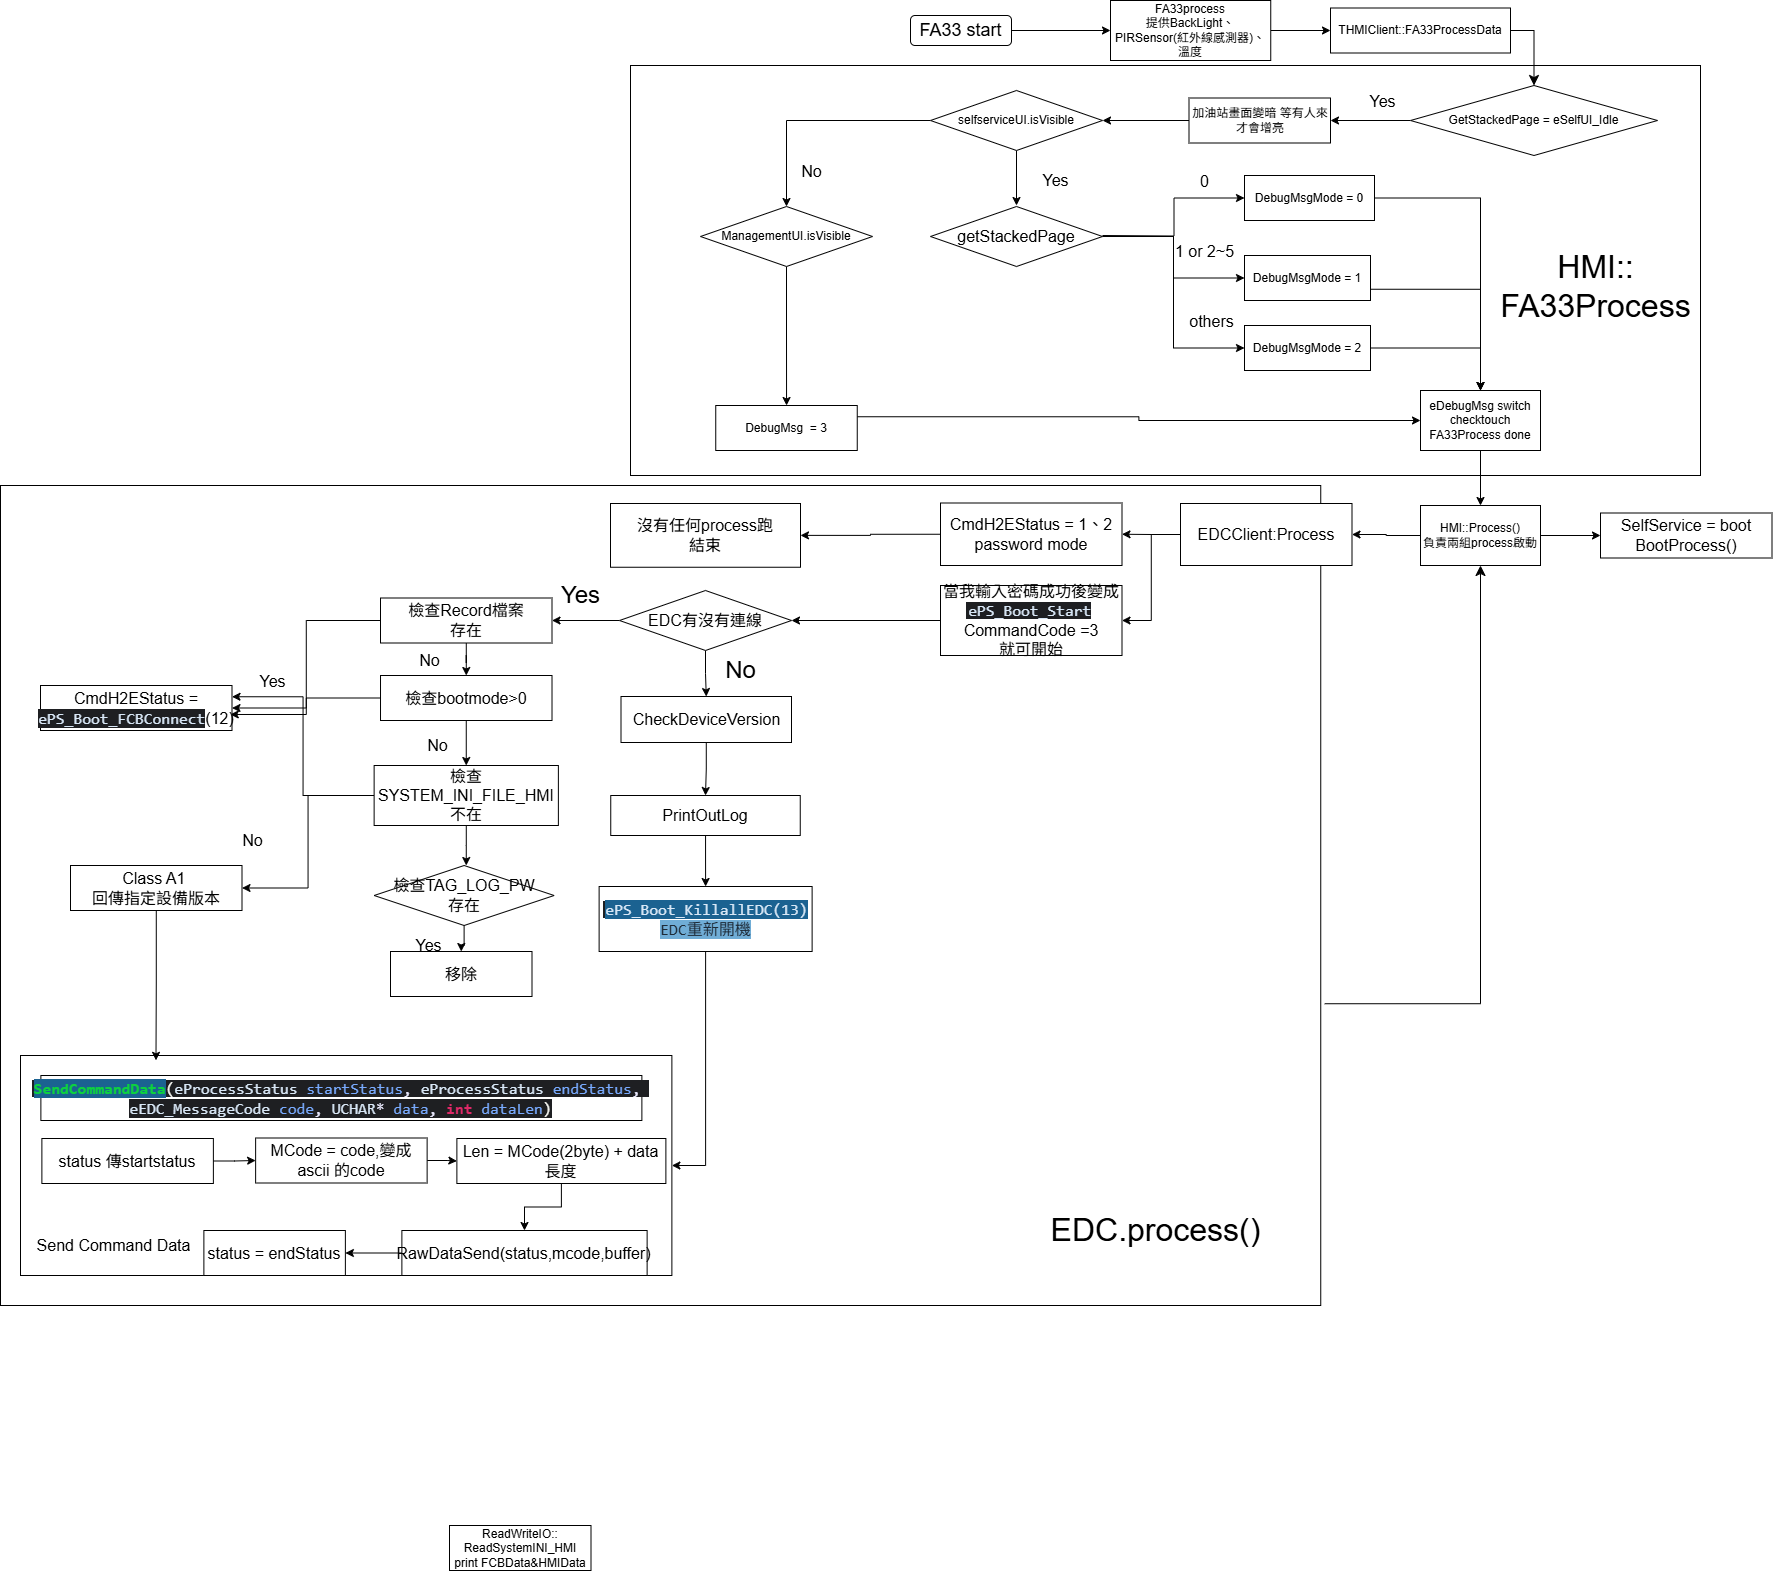 FA33 start
FA33process
提供BackLight、
PIRSensor(紅外線感測器)、
溫度
THMIClient::FA33ProcessData
GetStackedPage = eSelfUI_Idle
Yes
加油站畫面變暗 等有人來
才會增亮
selfserviceUI.isVisible
No
Yes
ManagementUI.isVisible
getStackedPage
0
DebugMsgMode = 0
1 or 2~5
DebugMsgMode = 1
others
DebugMsgMode = 2
HMI::
FA33Process
DebugMsg = 3
eDebugMsg switch
checktouch
FA33Process done
HMI::Process()
負責兩組process啟動
SelfService = boot
BootProcess()
EDCClient:Process
CmdH2EStatus = 1、2
password mode
沒有任何process跑
結束
當我輸入密碼成功後變成
ePS_Boot_Start
CommandCode =3
就可開始
EDC有沒有連線
Yes
No
檢查Record檔案
存在
No
檢查bootmode>0
Yes
CmdH2EStatus =
ePS_Boot_FCBConnect(12)
No
檢查
SYSTEM_INI_FILE_HMI
不在
No
Class A1
回傳指定設備版本
檢查TAG_LOG_PW
存在
Yes
移除
CheckDeviceVersion
PrintOutLog
ePS_Boot_KillallEDC(13)
EDC重新開機
SendCommandData(eProcessStatus startStatus, eProcessStatus endStatus,
eEDC_MessageCode code, UCHAR* data, int dataLen)
status 傳startstatus
MCode = code,變成
ascii 的code
Len = MCode(2byte) + data
長度
Send Command Data
status = endStatus
RawDataSend(status,mcode,buffer)
EDC.process()
ReadWriteIO::
ReadSystemINI_HMI
print FCBData&HMIData